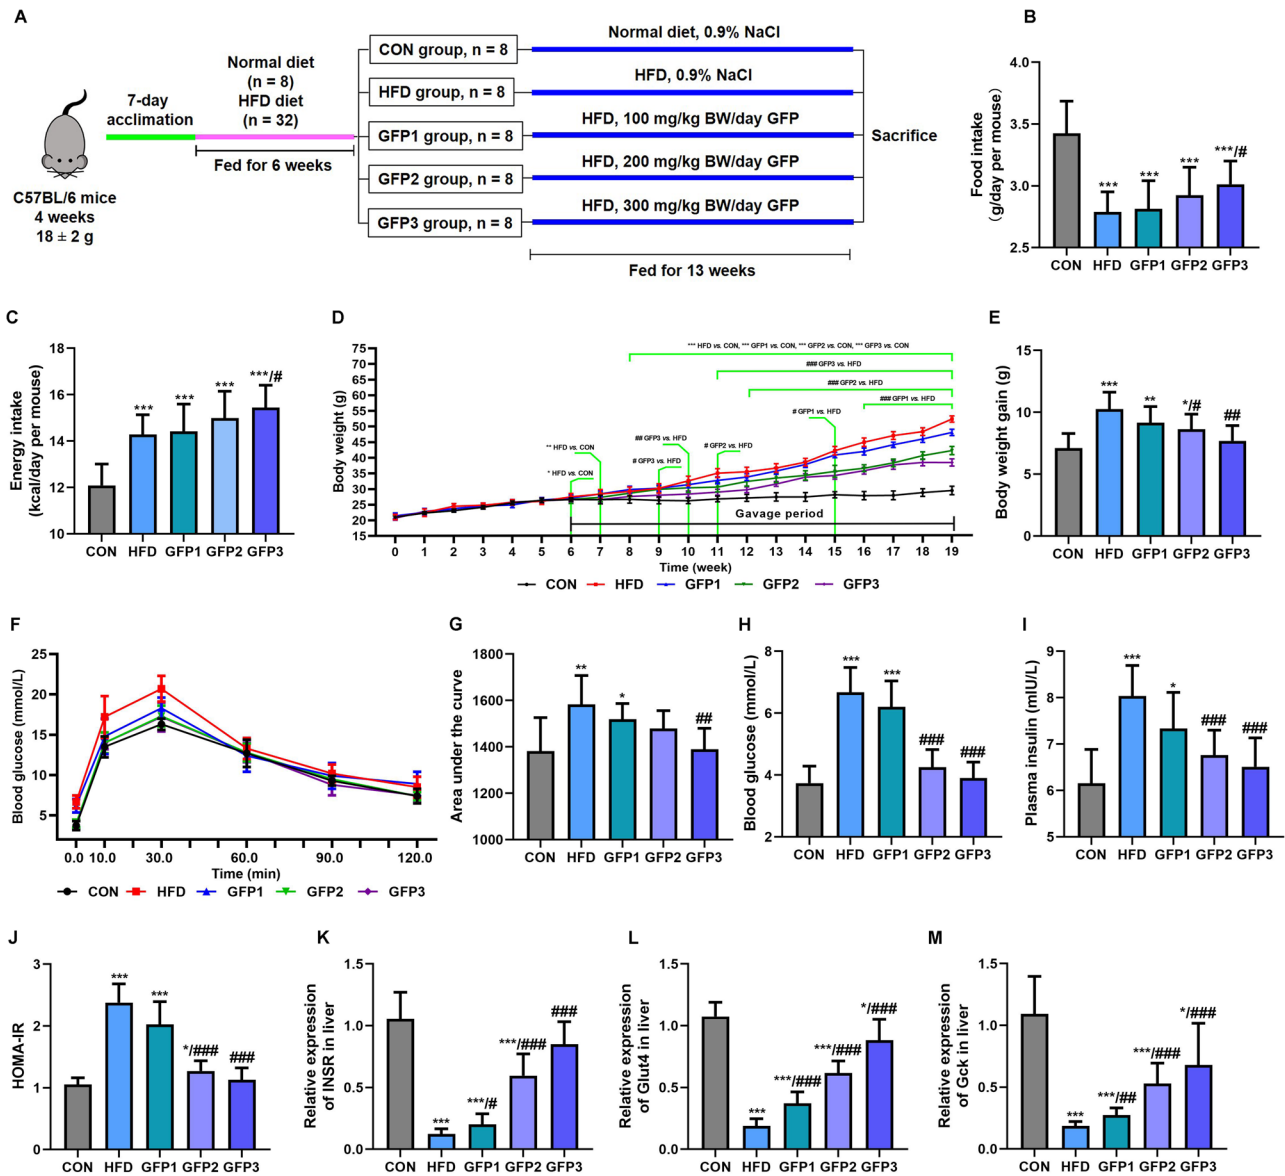 A
7-day
acclimation
Normal diet
(n = 8)
HFD diet
(n = 32)
Fed for 6 weeks
C57BL/6 mice
4 weeks
18 ± 2 g
CON group, n = 8
HFD group, n = 8
GFP1 group, n = 8
GFP2 group, n = 8
GFP3 group, n = 8
Normal diet, 0.9% NaCl
HFD, 0.9% NaCl
HFD, 100 mg/kg BW/day GFP
HFD, 200 mg/kg BW/day GFP
HFD, 300 mg/kg BW/day GFP
Sacrifice
Fed for 13 weeks
B
Food intake
(g/day per mouse)
4.0
3.5
3.0
2.5
***
***
***
***/#
CON HFD GFP1 GFP2 GFP3
C
Energy intake
(kcal/day per mouse)
18
16
14
12
10
***
***
***
***/#
CON HFD GFP1 GFP2 GFP3
D
Body weight (g)
75
70
65
60
55
50
45
40
35
30
25
20
15
*** HFD vs. CON, *** GFP1 vs. CON, *** GFP2 vs. CON, *** GFP3 vs. CON
### GFP3 vs. HFD
### GFP2 vs. HFD
### GFP1 vs. HFD
# GFP1 vs. HFD
** HFD vs. CON
## GFP3 vs. HFD
# GFP2 vs. HFD
# GFP3 vs. HFD
* HFD vs. CON
Gavage period
0 1 2 3 4 5 6 7 8 9 10 11 12 13 14 15 16 17 18 19
Time (week)
CON HFD GFP1 GFP2 GFP3
E
Body weight gain (g)
15
10
5
0
***
**
*/#
##
CON HFD GFP1 GFP2 GFP3
F
Blood glucose (mmol/L)
25
20
15
10
5
0.0 10.0 30.0 60.0 90.0 120.0
Time (min)
CON HFD GFP1 GFP2 GFP3
G
Area under the curve
1800
1600
1400
1200
1000
**
*
##
CON HFD GFP1 GFP2 GFP3
H
Blood glucose (mmol/L)
8
6
4
2
***
***
###
###
CON HFD GFP1 GFP2 GFP3
I
Plasma insulin (mIU/L)
9
8
7
6
5
***
*
###
###
CON HFD GFP1 GFP2 GFP3
J
HOMA-IR
3
2
1
0
***
***
*/###
###
CON HFD GFP1 GFP2 GFP3
K
Relative expression
of INSR in liver
1.5
1.0
0.5
0.0
***
***/#
***/###
###
CON HFD GFP1 GFP2 GFP3
L
Relative expression
of Glut4 in liver
1.5
1.0
0.5
0.0
***
***/###
***/###
*/###
CON HFD GFP1 GFP2 GFP3
M
Relative expression
of Gck in liver
1.5
1.0
0.5
0.0
***
***/##
***/###
*/###
CON HFD GFP1 GFP2 GFP3